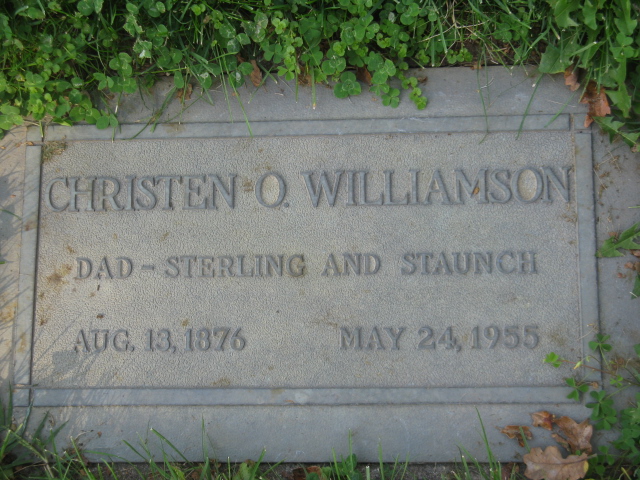 CHRISTEN O. WILLIAMSON
DAD - STERLING AND STAUNCH
AUG. 13, 1876 MAY 24, 1955